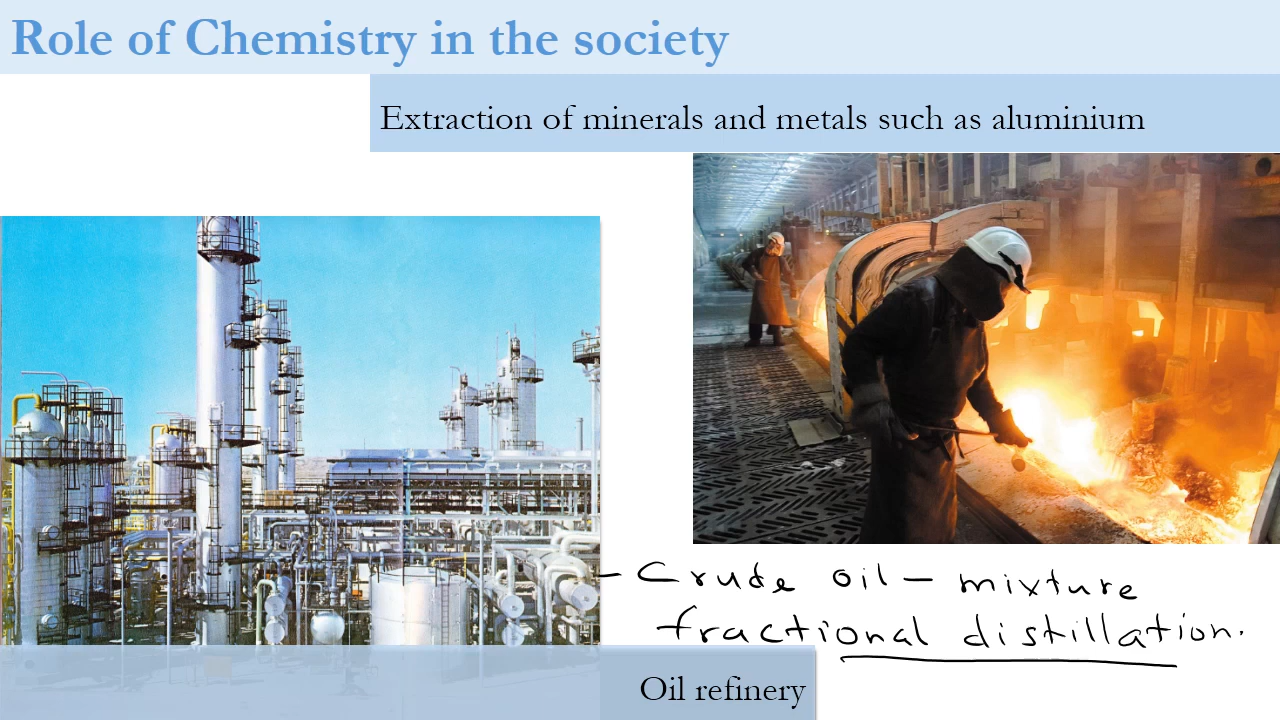 Role of Chemistry in the society
Extraction of minerals and metals such as aluminium
- Crude oil - mixture
fractional distillation.
Oil refinery